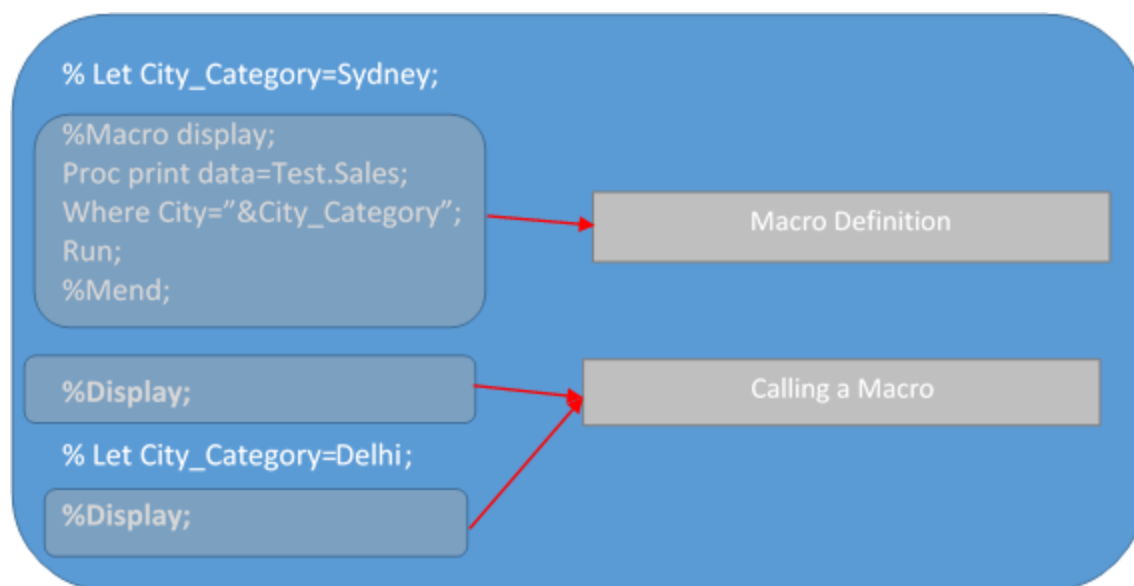 % Let City_Category=Sydney;
%Macro display;
Proc print data=Test.Sales;
Where City=”&City_Category”;
Run;
%Mend;
Macro Definition
%Display;
Calling a Macro
% Let City_Category=Delhi;
%Display;